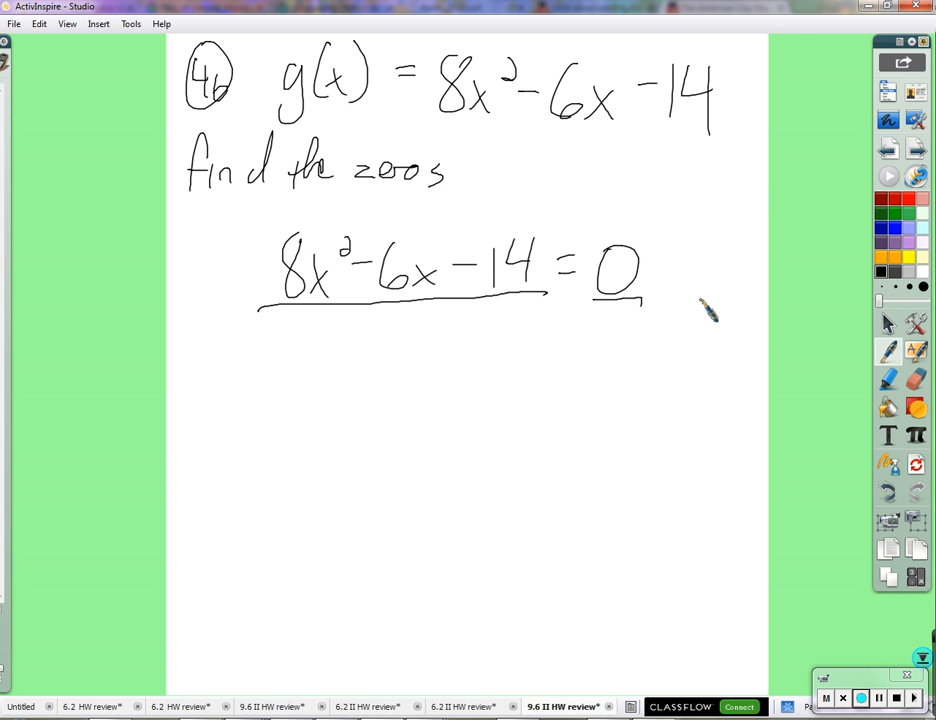 ActivInspire - Studio
File Edit View Insert Tools Help
4b g(x) = 8x² - 6x - 14
find the zeros
8x² - 6x - 14 = 0
Untitled 6.2 HW review* 6.2 HW review* 9.6 II HW review* 6.2 II HW review* 6.2 II HW review* 9.6 II HW review* CLASSFLOW Connect